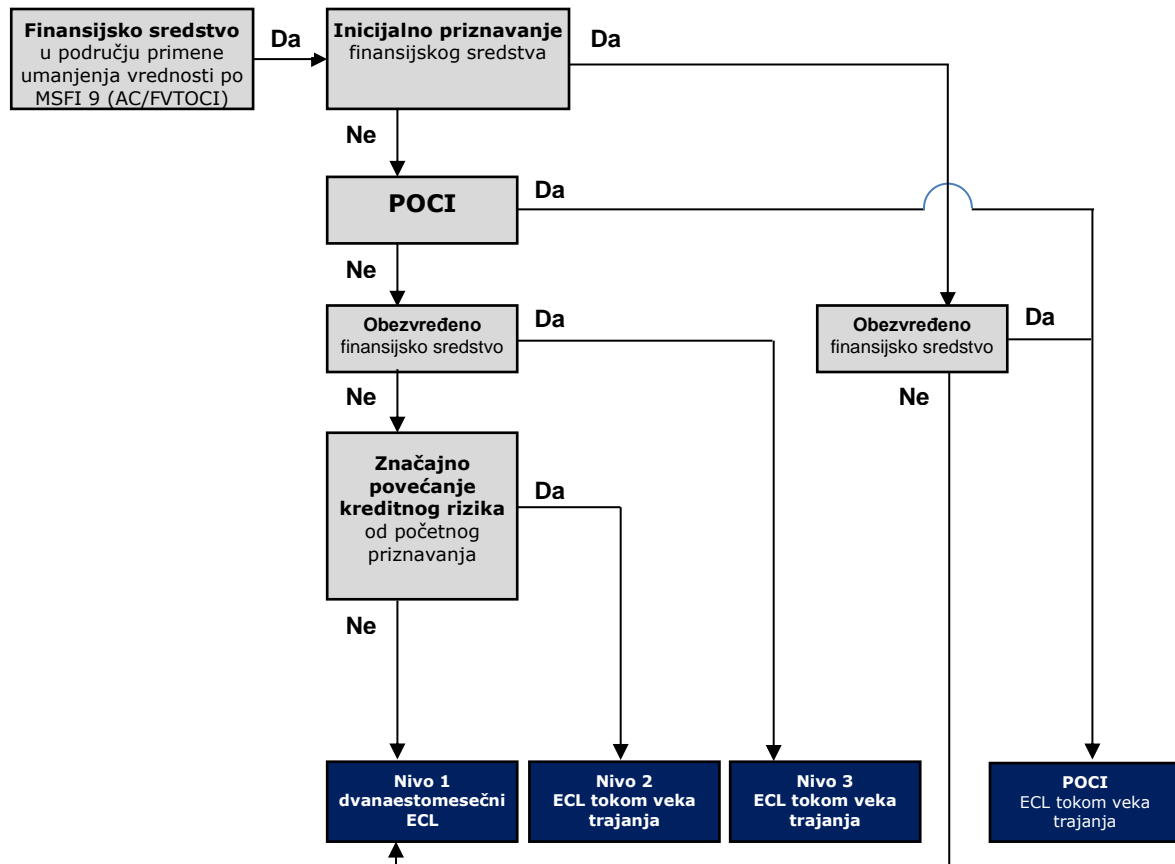 Finansijsko sredstvo
u području primene
umanjenja vrednosti po
MSFI 9 (AC/FVTOCI)
Da
Inicijalno priznavanje
finansijskog sredstva
Da
Ne
POCI
Da
Ne
Obezvređeno
finansijsko sredstvo
Da
Obezvređeno
finansijsko sredstvo
Da
Ne
Ne
Značajno
povećanje
kreditnog rizika
od početnog
priznavanja
Da
Ne
Nivo 1
dvanaestomesečni
ECL
Nivo 2
ECL tokom veka
trajanja
Nivo 3
ECL tokom veka
trajanja
POCI
ECL tokom veka
trajanja